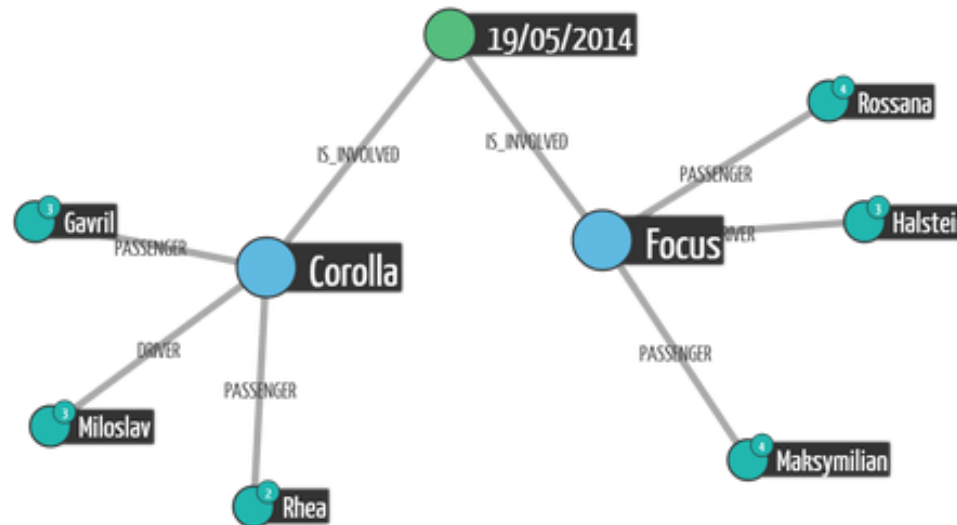 19/05/2014
4
Rossana
IS_INVOLVED
IS_INVOLVED
PASSENGER
3
Gavril
3
PASSENGER
Focus
Corolla
DRIVER
PASSENGER
PASSENGER
3
Miloslav
4
Maksymilian
2
Rhea